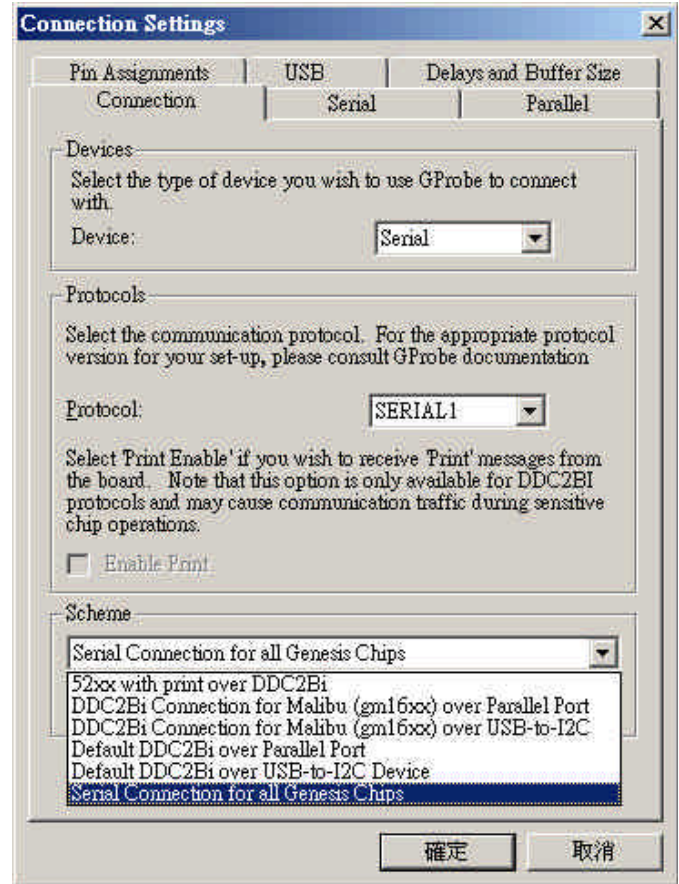 Connection Settings
Pin Assignments
USB
Delays and Buffer Size
Connection
Serial
Parallel
Devices
Select the type of device you wish to use GProbe to connect
with.
Device:
Serial
Protocols
Select the communication protocol. For the appropriate protocol
version for your set-up, please consult GProbe documentation
Protocol:
SERIAL1
Select 'Print Enable' if you wish to receive 'Print' messages from
the board. Note that this option is only available for DDC2BI
protocols and may cause communication traffic during sensitive
chip operations.
Enable Print
Scheme
Serial Connection for all Genesis Chips
52xx with print over DDC2Bi
DDC2Bi Connection for Malibu (gm16xx) over Parallel Port
DDC2Bi Connection for Malibu (gm16xx) over USB-to-I2C
Default DDC2Bi over Parallel Port
Default DDC2Bi over USB-to-I2C Device
Serial Connection for all Genesis Chips
確定
取消